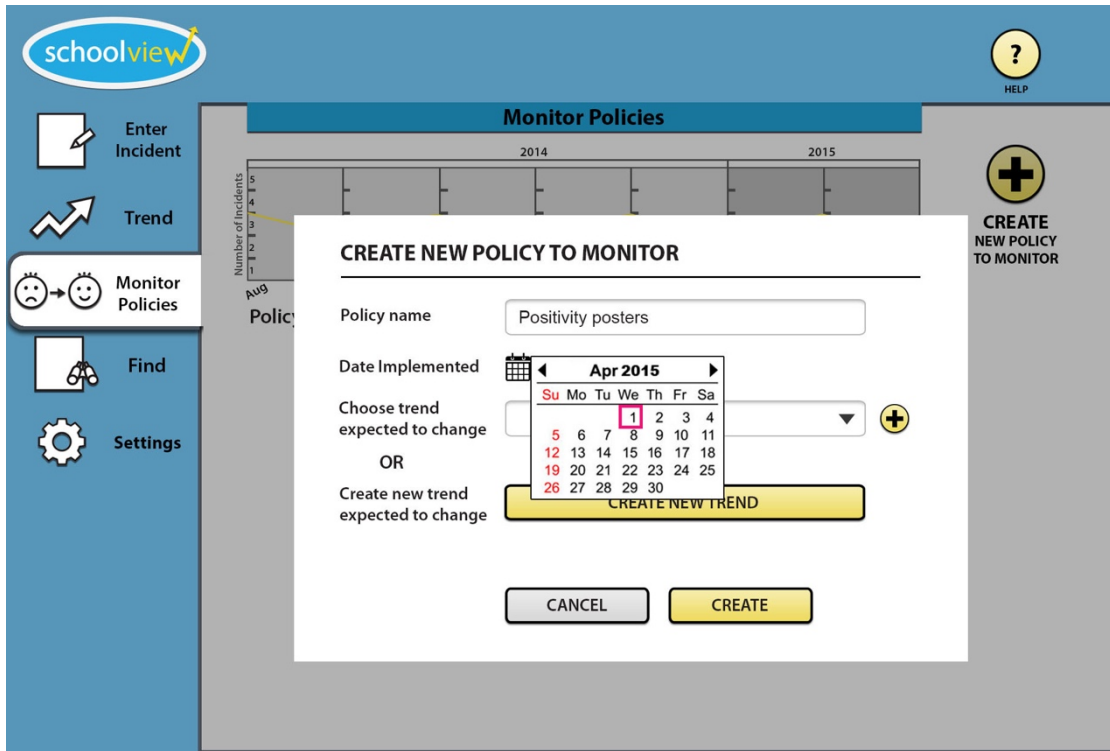 schoolview
?
HELP
Enter
Incident
Trend
Monitor
Policies
Find
Settings
Monitor Policies
2014 2015
Number of Incidents
5
4
3
2
1
Aug
Policy
CREATE
NEW POLICY
TO MONITOR
CREATE NEW POLICY TO MONITOR
Policy name Positivity posters
Date Implemented
Apr 2015
Su Mo Tu We Th Fr Sa
1 2 3 4
5 6 7 8 9 10 11
12 13 14 15 16 17 18
19 20 21 22 23 24 25
26 27 28 29 30
Choose trend
expected to change
OR
Create new trend
expected to change
CREATE NEW TREND
CANCEL CREATE